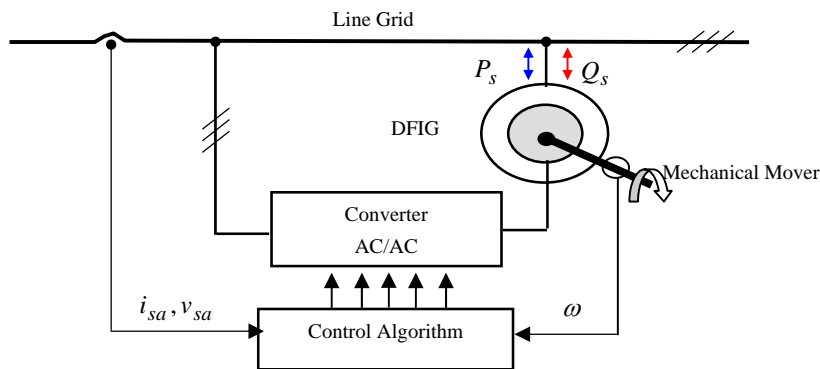 Line Grid
P_s
Q_s
DFIG
Mechanical Mover
Converter
AC/AC
i_sa, v_sa
Control Algorithm
ω